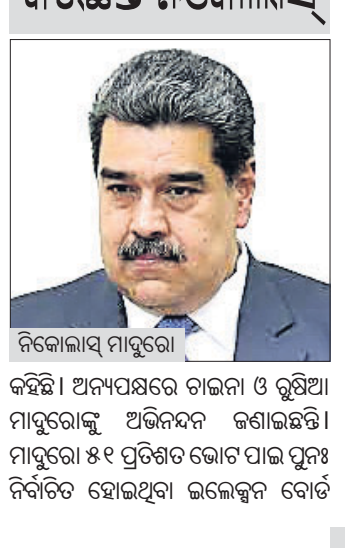 ନିକୋଲାସ୍ ମାଦୁରୋ
କହିଛି। ଅନ୍ୟପକ୍ଷରେ ଚାଇନା ଓ ରୁଷିଆ
ମାଦୁରୋଙ୍କୁ ଅଭିନନ୍ଦନ ଜଣାଇଛନ୍ତି।
ମାଦୁରୋ ୫୧ ପ୍ରତିଶତ ଭୋଟ ପାଇ ପୁନଃ
ନିର୍ବାଚିତ ହୋଇଥିବା ଇଲେକ୍ସନ ବୋର୍ଡ